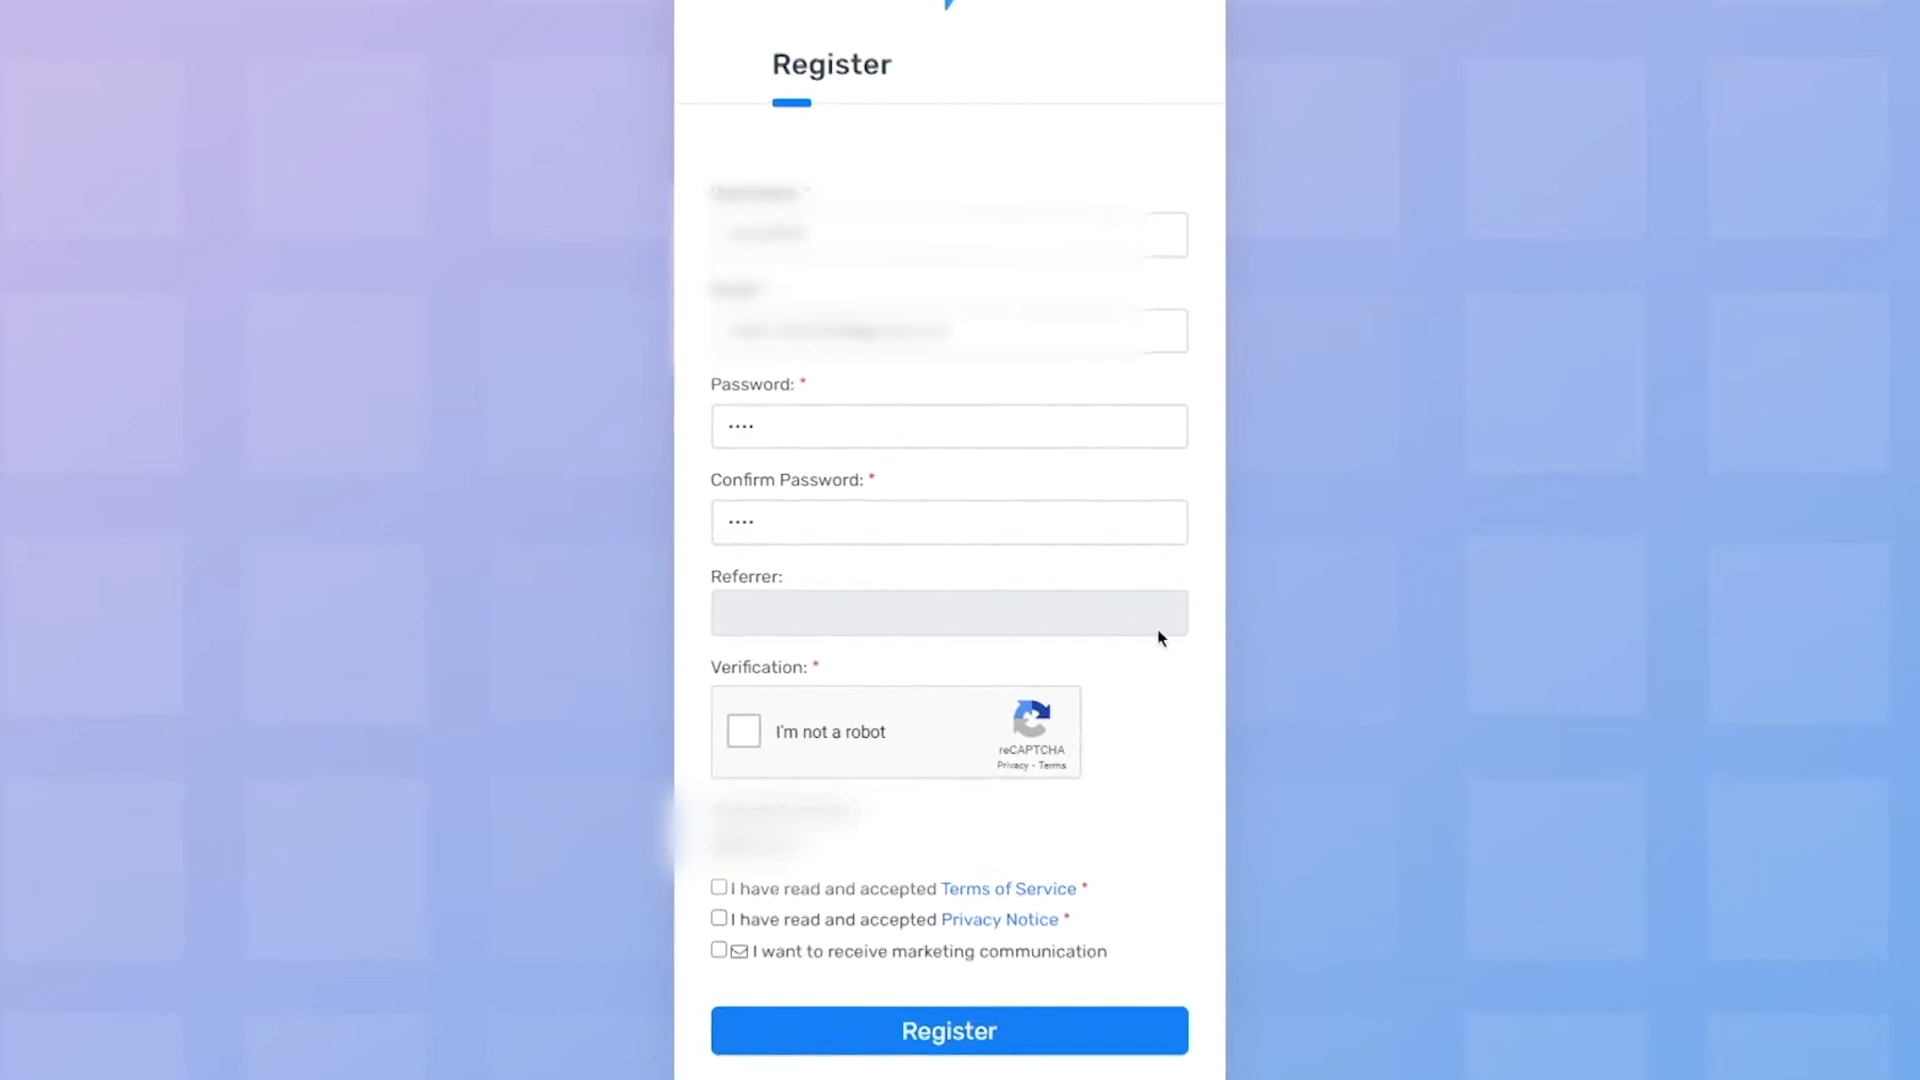 Register
Password: *
····
Confirm Password: *
····
Referrer:
Verification: *
I'm not a robot
reCAPTCHA
Privacy - Terms
I have read and accepted Terms of Service *
I have read and accepted Privacy Notice *
I want to receive marketing communication
Register